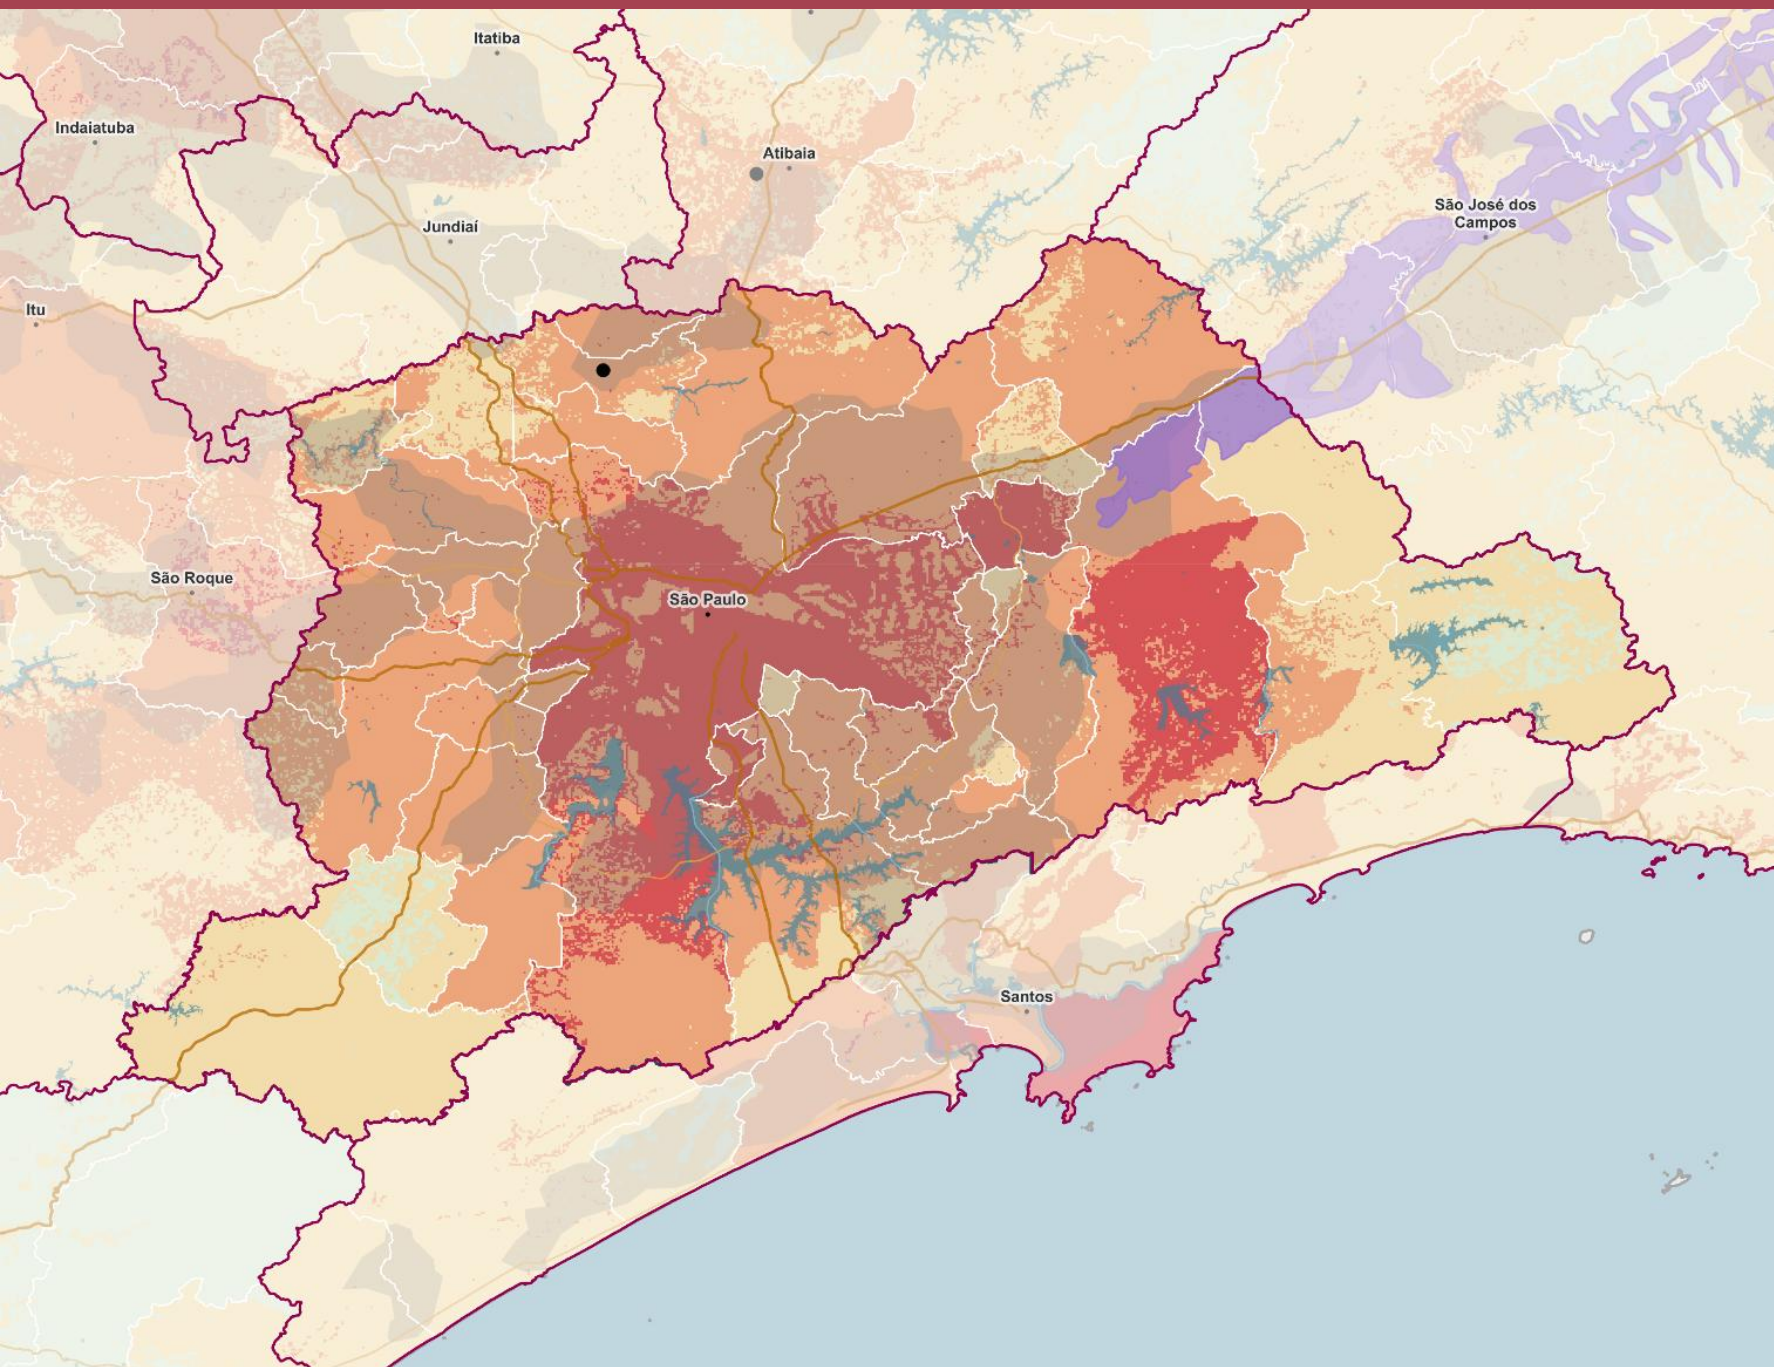 Itatiba
Indaiatuba
Atibaia
São José dos
Campos
Jundiaí
Itu
São Roque
São Paulo
Santos